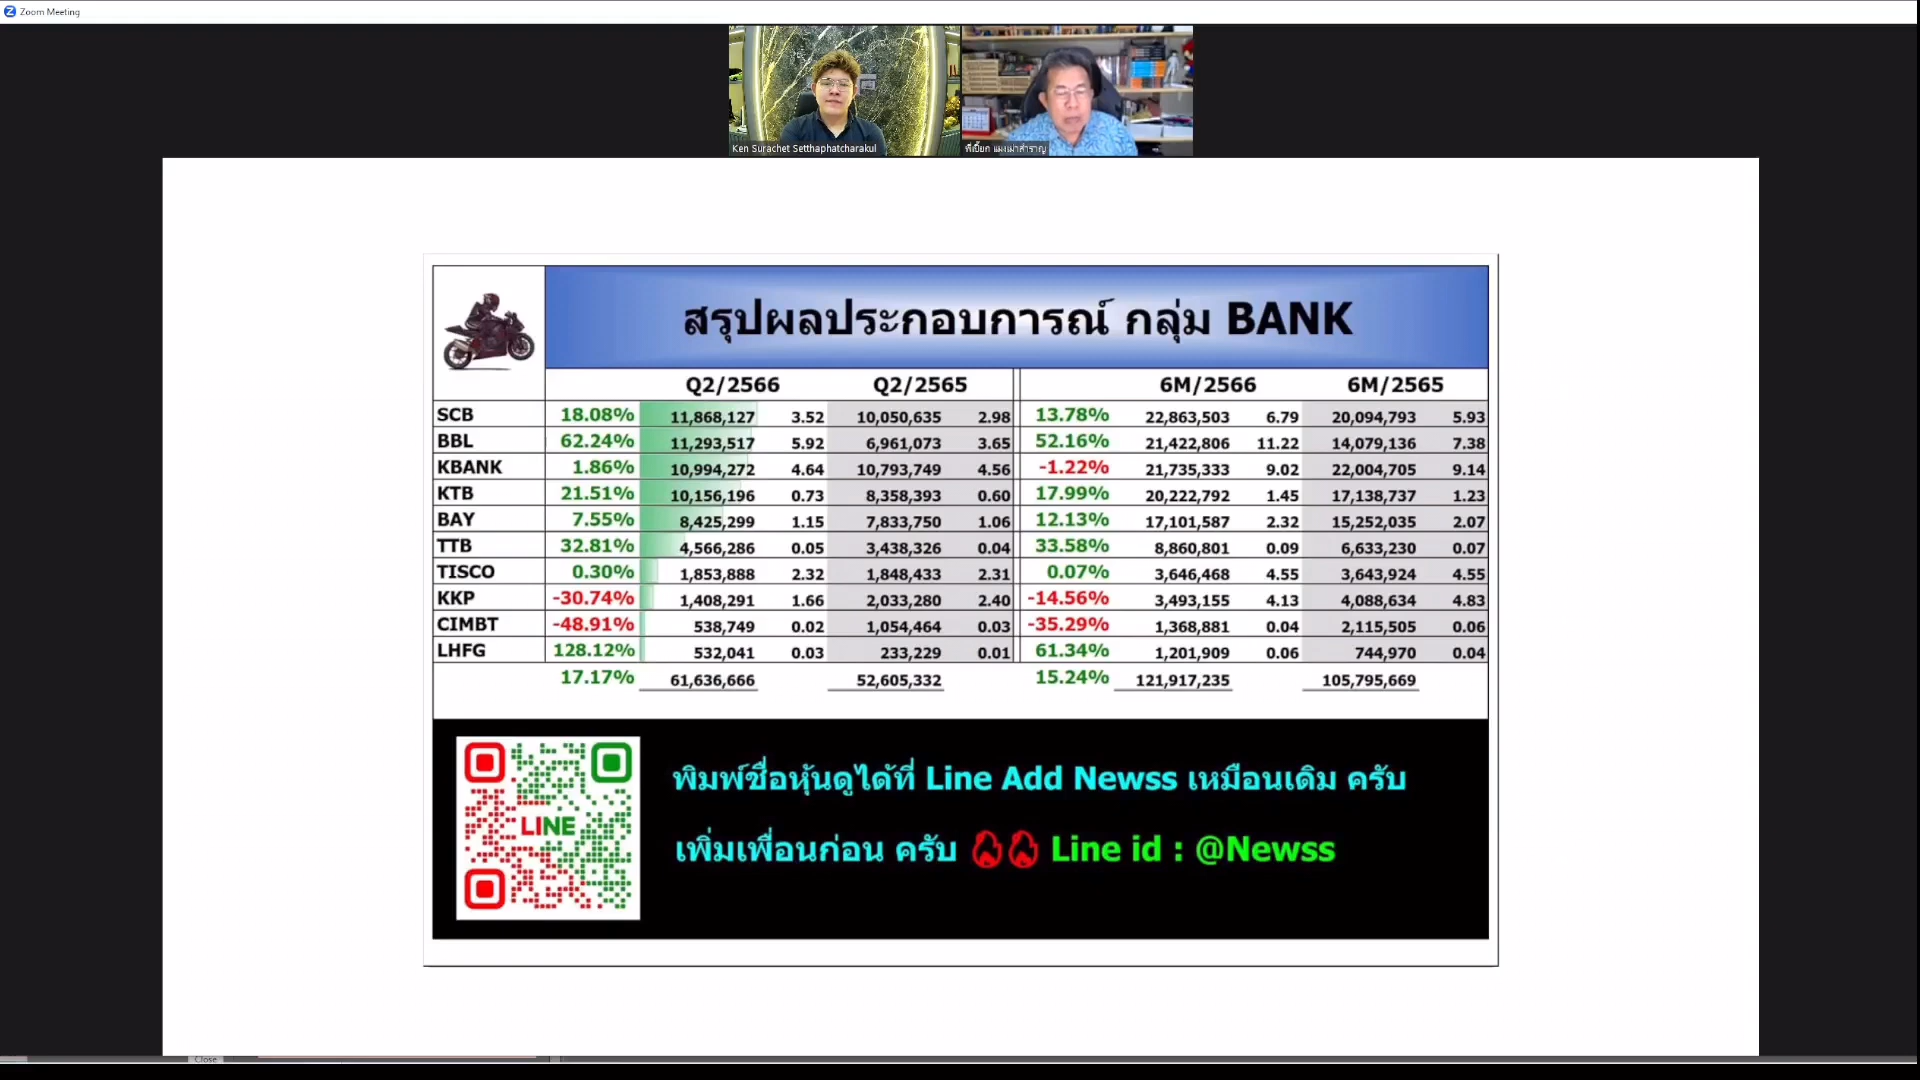 Zoom Meeting
Ken Surachet Setthaphatcharakul
พี่เปี๊ยก แผงเม่าสำราญ
สรุปผลประกอบการณ์ กลุ่ม BANK
Q2/2566 Q2/2565 6M/2566 6M/2565
SCB 18.08% 11,868,127 3.52 10,050,635 2.98 13.78% 22,863,503 6.79 20,094,793 5.93
BBL 62.24% 11,293,517 5.92 6,961,073 3.65 52.16% 21,422,806 11.22 14,079,136 7.38
KBANK 1.86% 10,994,272 4.64 10,793,749 4.56 -1.22% 21,735,333 9.02 22,004,705 9.14
KTB 21.51% 10,156,196 0.73 8,358,393 0.60 17.99% 20,222,792 1.45 17,138,737 1.23
BAY 7.55% 8,425,299 1.15 7,833,750 1.06 12.13% 17,101,587 2.32 15,252,035 2.07
TTB 32.81% 4,566,286 0.05 3,438,326 0.04 33.58% 8,860,801 0.09 6,633,230 0.07
TISCO 0.30% 1,853,888 2.32 1,848,433 2.31 0.07% 3,646,468 4.55 3,643,924 4.55
KKP -30.74% 1,408,291 1.66 2,033,280 2.40 -14.56% 3,493,155 4.13 4,088,634 4.83
CIMBT -48.91% 538,749 0.02 1,054,464 0.03 -35.29% 1,368,881 0.04 2,115,505 0.06
LHFG 128.12% 532,041 0.03 233,229 0.01 61.34% 1,201,909 0.06 744,970 0.04
17.17% 61,636,666 52,605,332 15.24% 121,917,235 105,795,669
LINE
พิมพ์ชื่อหุ้นดูได้ที่ Line Add Newss เหมือนเดิม ครับ
เพิ่มเพื่อนก่อน ครับ Line id : @Newss
Close